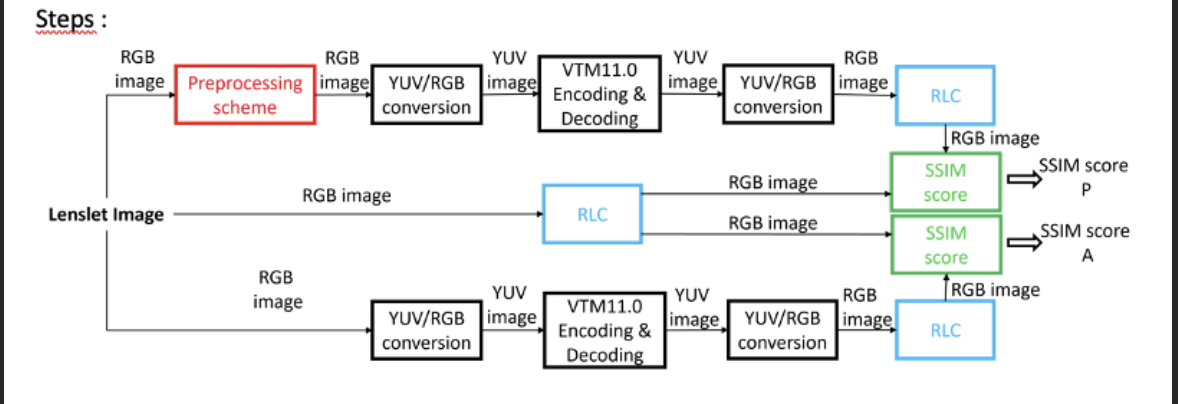 Steps :
RGB
image
Preprocessing
scheme
RGB
image
YUV/RGB
conversion
YUV
image
VTM11.0
Encoding &
Decoding
YUV
image
YUV/RGB
conversion
RGB
image
RLC
RGB image
SSIM
score
SSIM score
P
Lenslet Image
RGB image
RLC
RGB image
RGB image
SSIM
score
SSIM score
A
RGB
image
YUV/RGB
conversion
YUV
image
VTM11.0
Encoding &
Decoding
YUV
image
YUV/RGB
conversion
RGB
image
RLC
RGB image